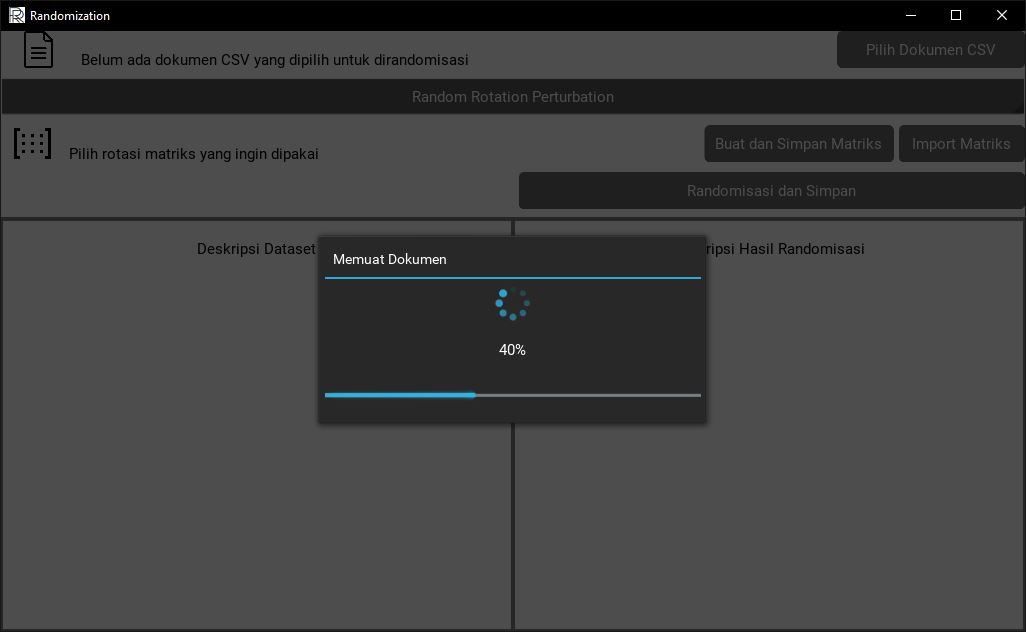 Randomization
Belum ada dokumen CSV yang dipilih untuk dirandomisasi
Pilih Dokumen CSV
Random Rotation Perturbation
Pilih rotasi matriks yang ingin dipakai
Buat dan Simpan Matriks
Import Matriks
Randomisasi dan Simpan
Deskripsi Dataset
ripsi Hasil Randomisasi
Memuat Dokumen
40%